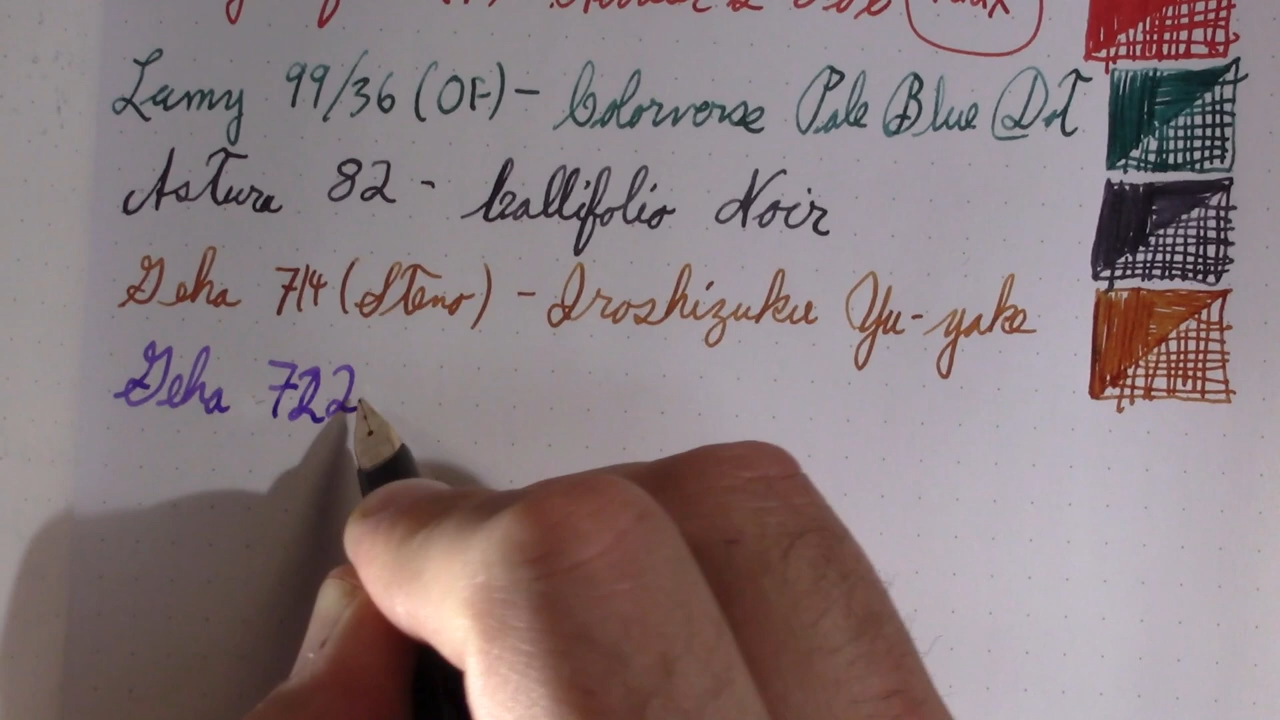 Lamy 99/36 (OF) - Colorverse Pale Blue Dot
Astura 82 - Callifolio Noir
Geha 714 (Steno) - Iroshizuku Yu-yake
Geha 722